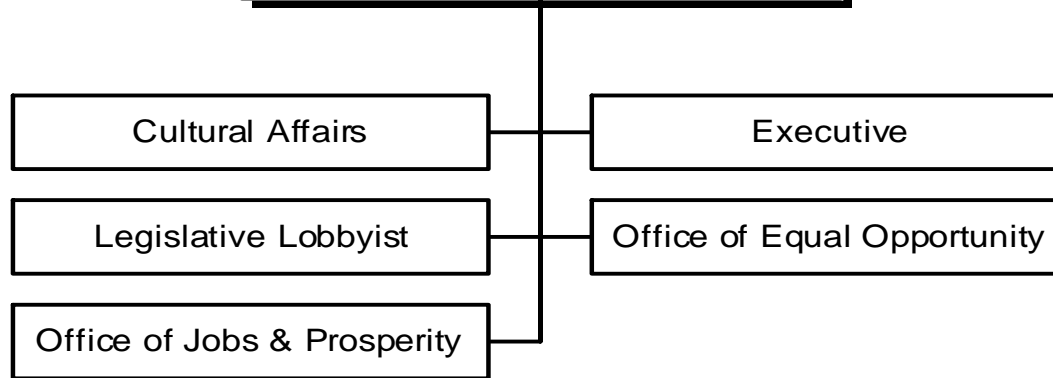 Cultural Affairs
Executive
Legislative Lobbyist
Office of Equal Opportunity
Office of Jobs & Prosperity